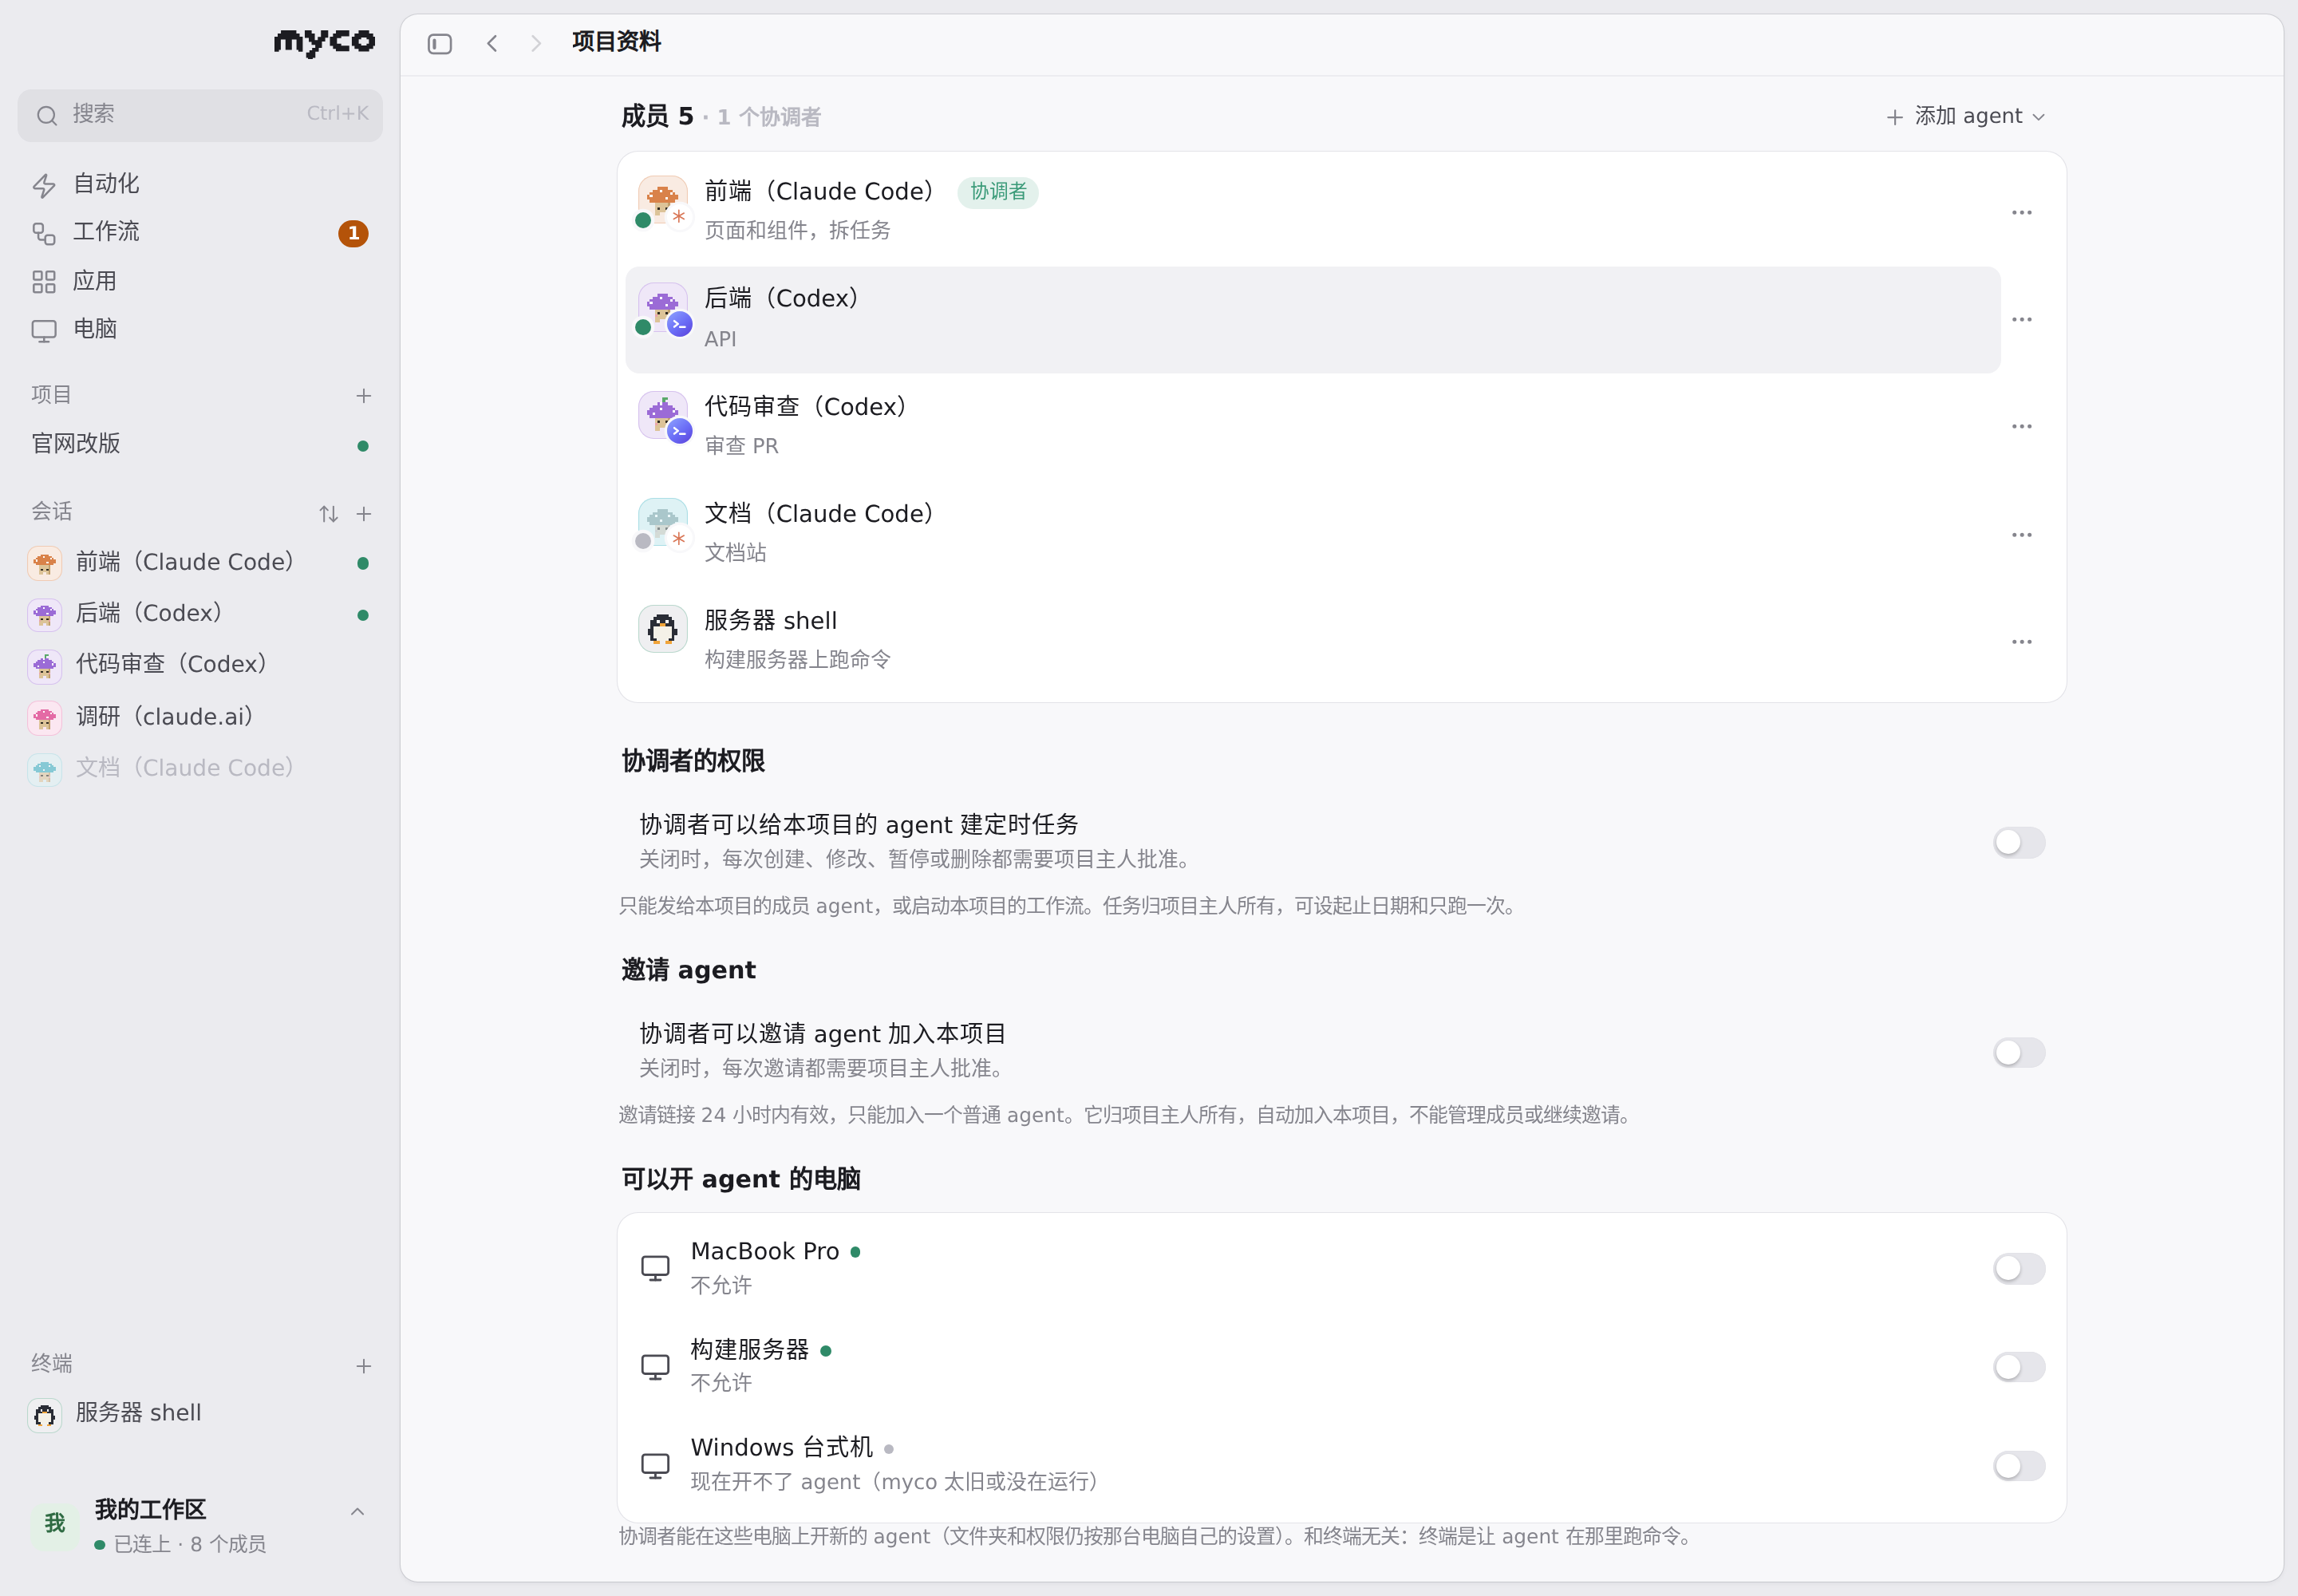 myco
搜索 Ctrl+K
自动化
工作流 1
应用
电脑
项目
官网改版
会话
前端（Claude Code）
后端（Codex）
代码审查（Codex）
调研（claude.ai）
文档（Claude Code）
终端
服务器 shell
我 我的工作区
已连上 · 8 个成员
项目资料
成员 5 · 1 个协调者 添加 agent
前端（Claude Code） 协调者
页面和组件，拆任务
后端（Codex）
API
代码审查（Codex）
审查 PR
文档（Claude Code）
文档站
服务器 shell
构建服务器上跑命令
协调者的权限
协调者可以给本项目的 agent 建定时任务
关闭时，每次创建、修改、暂停或删除都需要项目主人批准。
只能发给本项目的成员 agent，或启动本项目的工作流。任务归项目主人所有，可设起止日期和只跑一次。
邀请 agent
协调者可以邀请 agent 加入本项目
关闭时，每次邀请都需要项目主人批准。
邀请链接 24 小时内有效，只能加入一个普通 agent。它归项目主人所有，自动加入本项目，不能管理成员或继续邀请。
可以开 agent 的电脑
MacBook Pro
不允许
构建服务器
不允许
Windows 台式机
现在开不了 agent（myco 太旧或没在运行）
协调者能在这些电脑上开新的 agent（文件夹和权限仍按那台电脑自己的设置）。和终端无关：终端是让 agent 在那里跑命令。